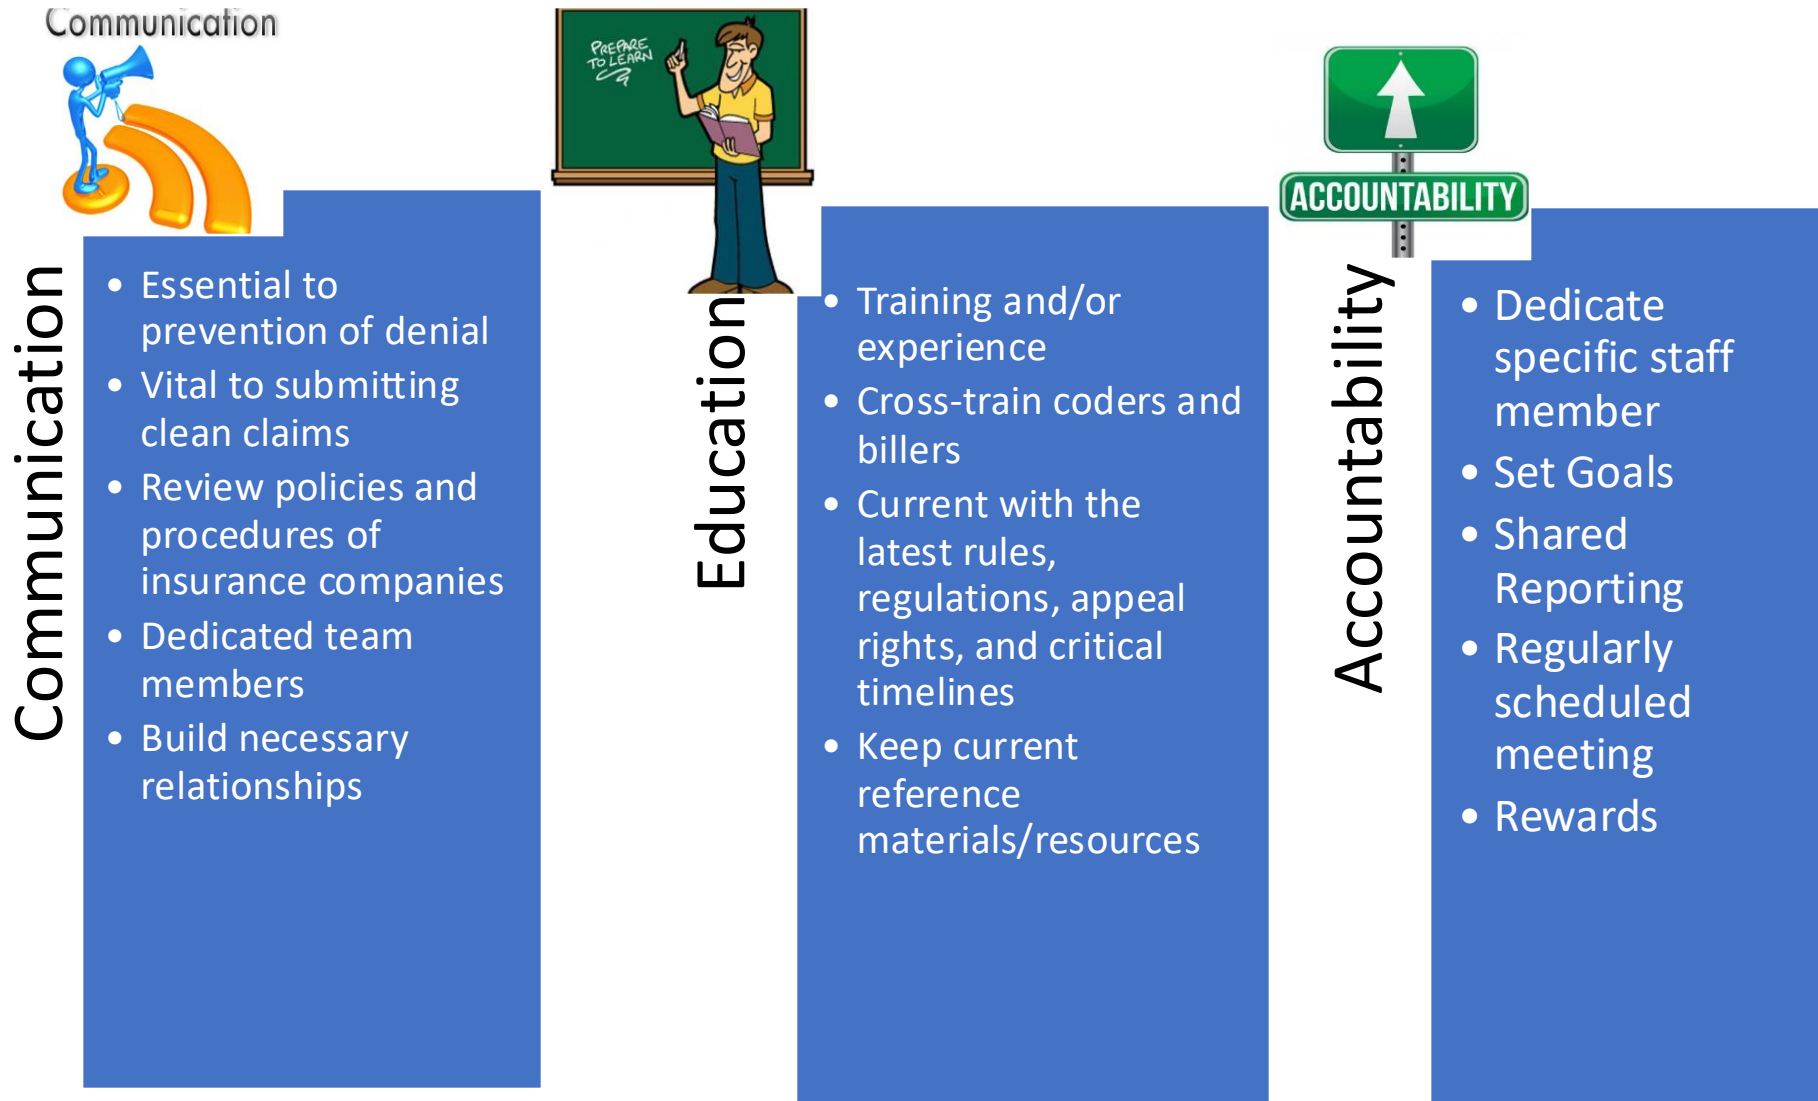 Communication
Communication
• Essential to
prevention of denial
• Vital to submitting
clean claims
• Review policies and
procedures of
insurance companies
• Dedicated team
members
• Build necessary
relationships
PREPARE
TO LEARN
Education
• Training and/or
experience
• Cross-train coders and
billers
• Current with the
latest rules,
regulations, appeal
rights, and critical
timelines
• Keep current
reference
materials/resources
ACCOUNTABILITY
Accountability
• Dedicate
specific staff
member
• Set Goals
• Shared
Reporting
• Regularly
scheduled
meeting
• Rewards